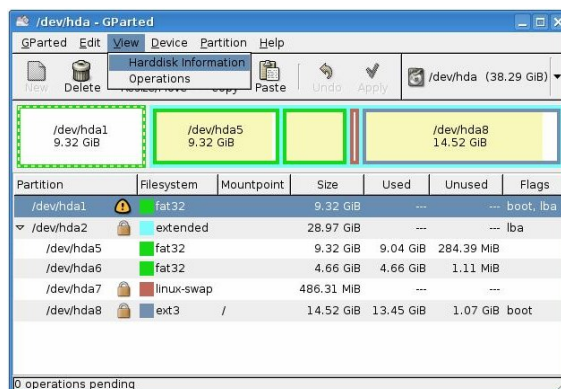 /dev/hda - GParted
GParted Edit View Device Partition Help
Harddisk Information
Operations
New Delete Resize/Move Copy Paste Undo Apply /dev/hda (38.29 GiB)
/dev/hda1 /dev/hda5 /dev/hda8
9.32 GiB 9.32 GiB 14.52 GiB
Partition Filesystem Mountpoint Size Used Unused Flags
/dev/hda1 fat32 9.32 GiB --- --- boot, lba
/dev/hda2 extended 28.97 GiB --- --- lba
/dev/hda5 fat32 9.32 GiB 9.04 GiB 284.39 MiB
/dev/hda6 fat32 4.66 GiB 4.66 GiB 1.11 MiB
/dev/hda7 linux-swap 486.31 MiB --- ---
/dev/hda8 ext3 / 14.52 GiB 13.45 GiB 1.07 GiB boot
0 operations pending